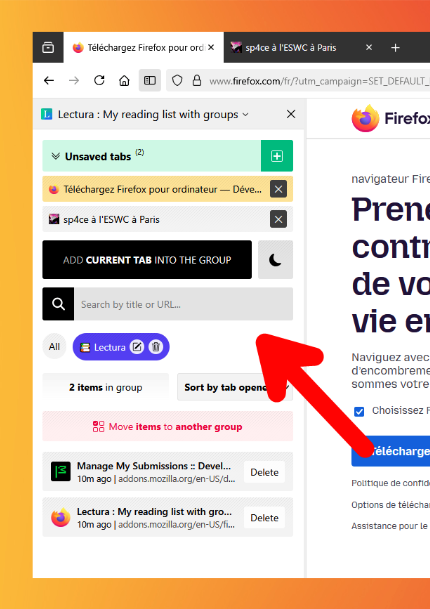 Téléchargez Firefox pour ord
sp4ce à l'ESWC à Paris
www.firefox.com/fr/?utm_campaign=SET_DEFAULT_
Lectura : My reading list with groups
Firefox
Unsaved tabs (2)
Téléchargez Firefox pour ordinateur — Déve...
sp4ce à l'ESWC à Paris
ADD CURRENT TAB INTO THE GROUP
Search by title or URL...
All
Lectura
2 items in group
Sort by tab opene
Move items to another group
Manage My Submissions :: Devel...
10m ago | addons.mozilla.org/en-US/d...
Delete
Lectura : My reading list with gro...
10m ago | addons.mozilla.org/en-US/fi...
Delete
navigateur Fire
Prene
contr
de vo
vie en
Naviguez avec
d'encombreme
sommes votre
Choisissez F
Télécharge
Politique de confid
Options de télécha
Assistance pour le